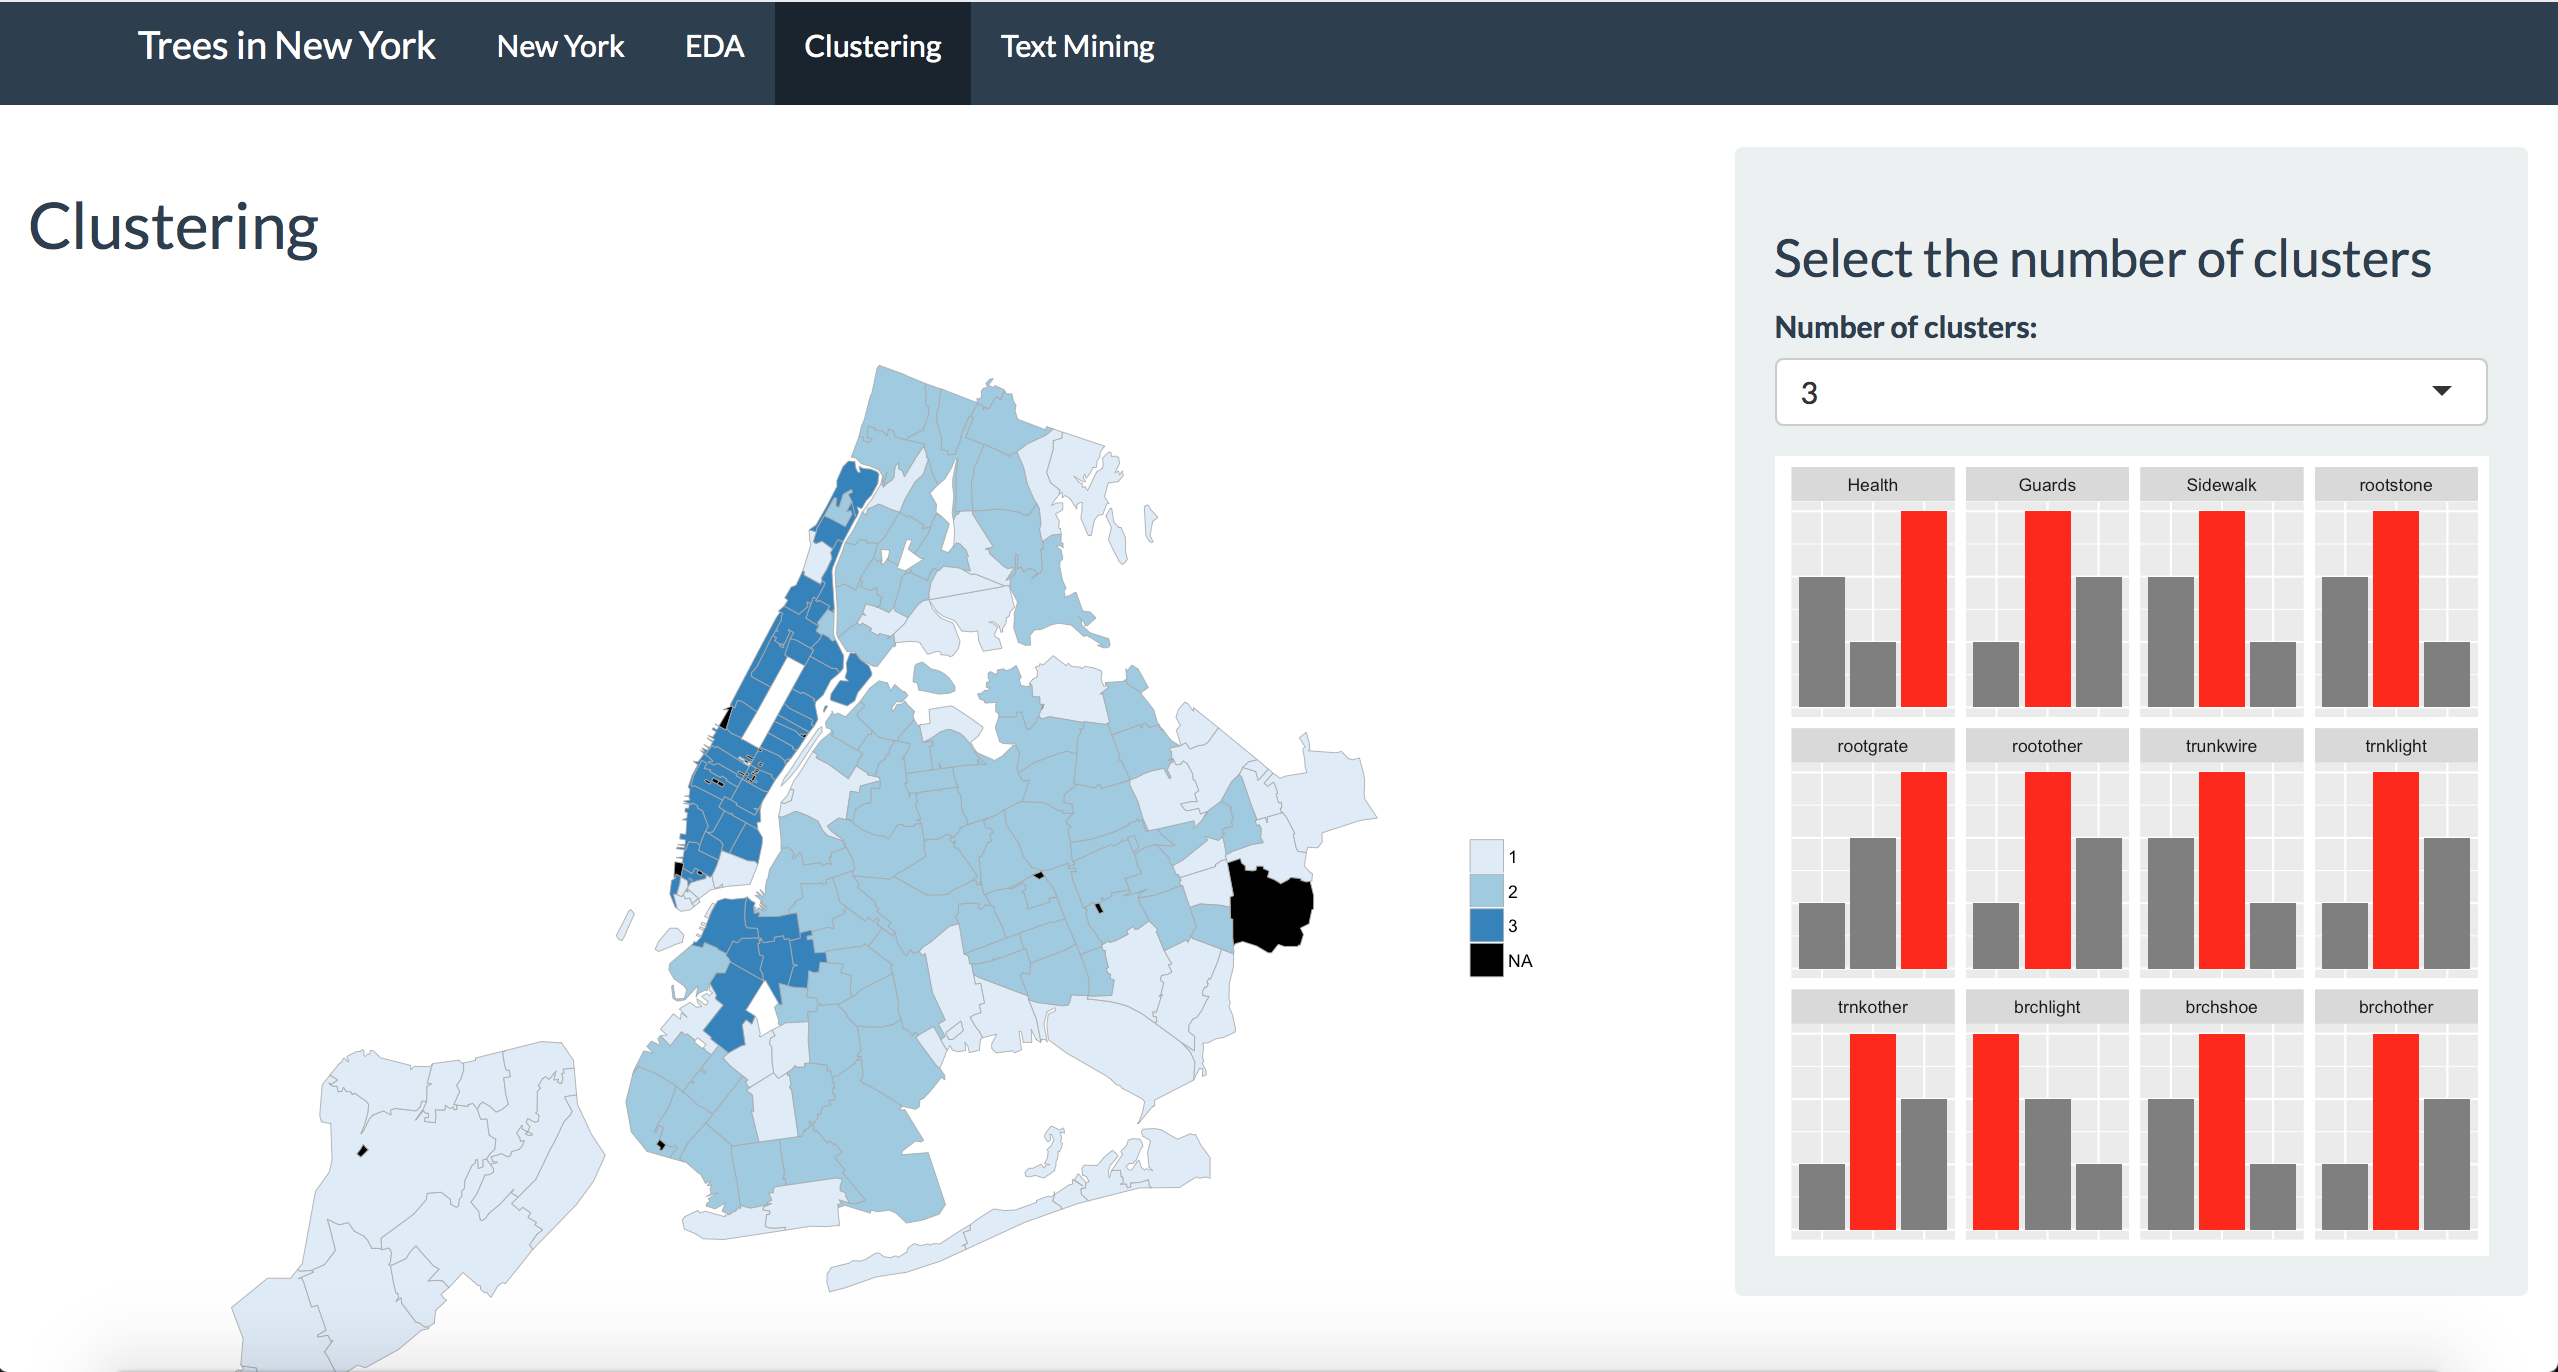 Trees in New York New York EDA Clustering Text Mining
Clustering
Select the number of clusters
Number of clusters:
3
Health Guards Sidewalk rootstone
rootgrate rootother trunkwire trnklight
trnkother brchlight brchshoe brchother
1
2
3
NA